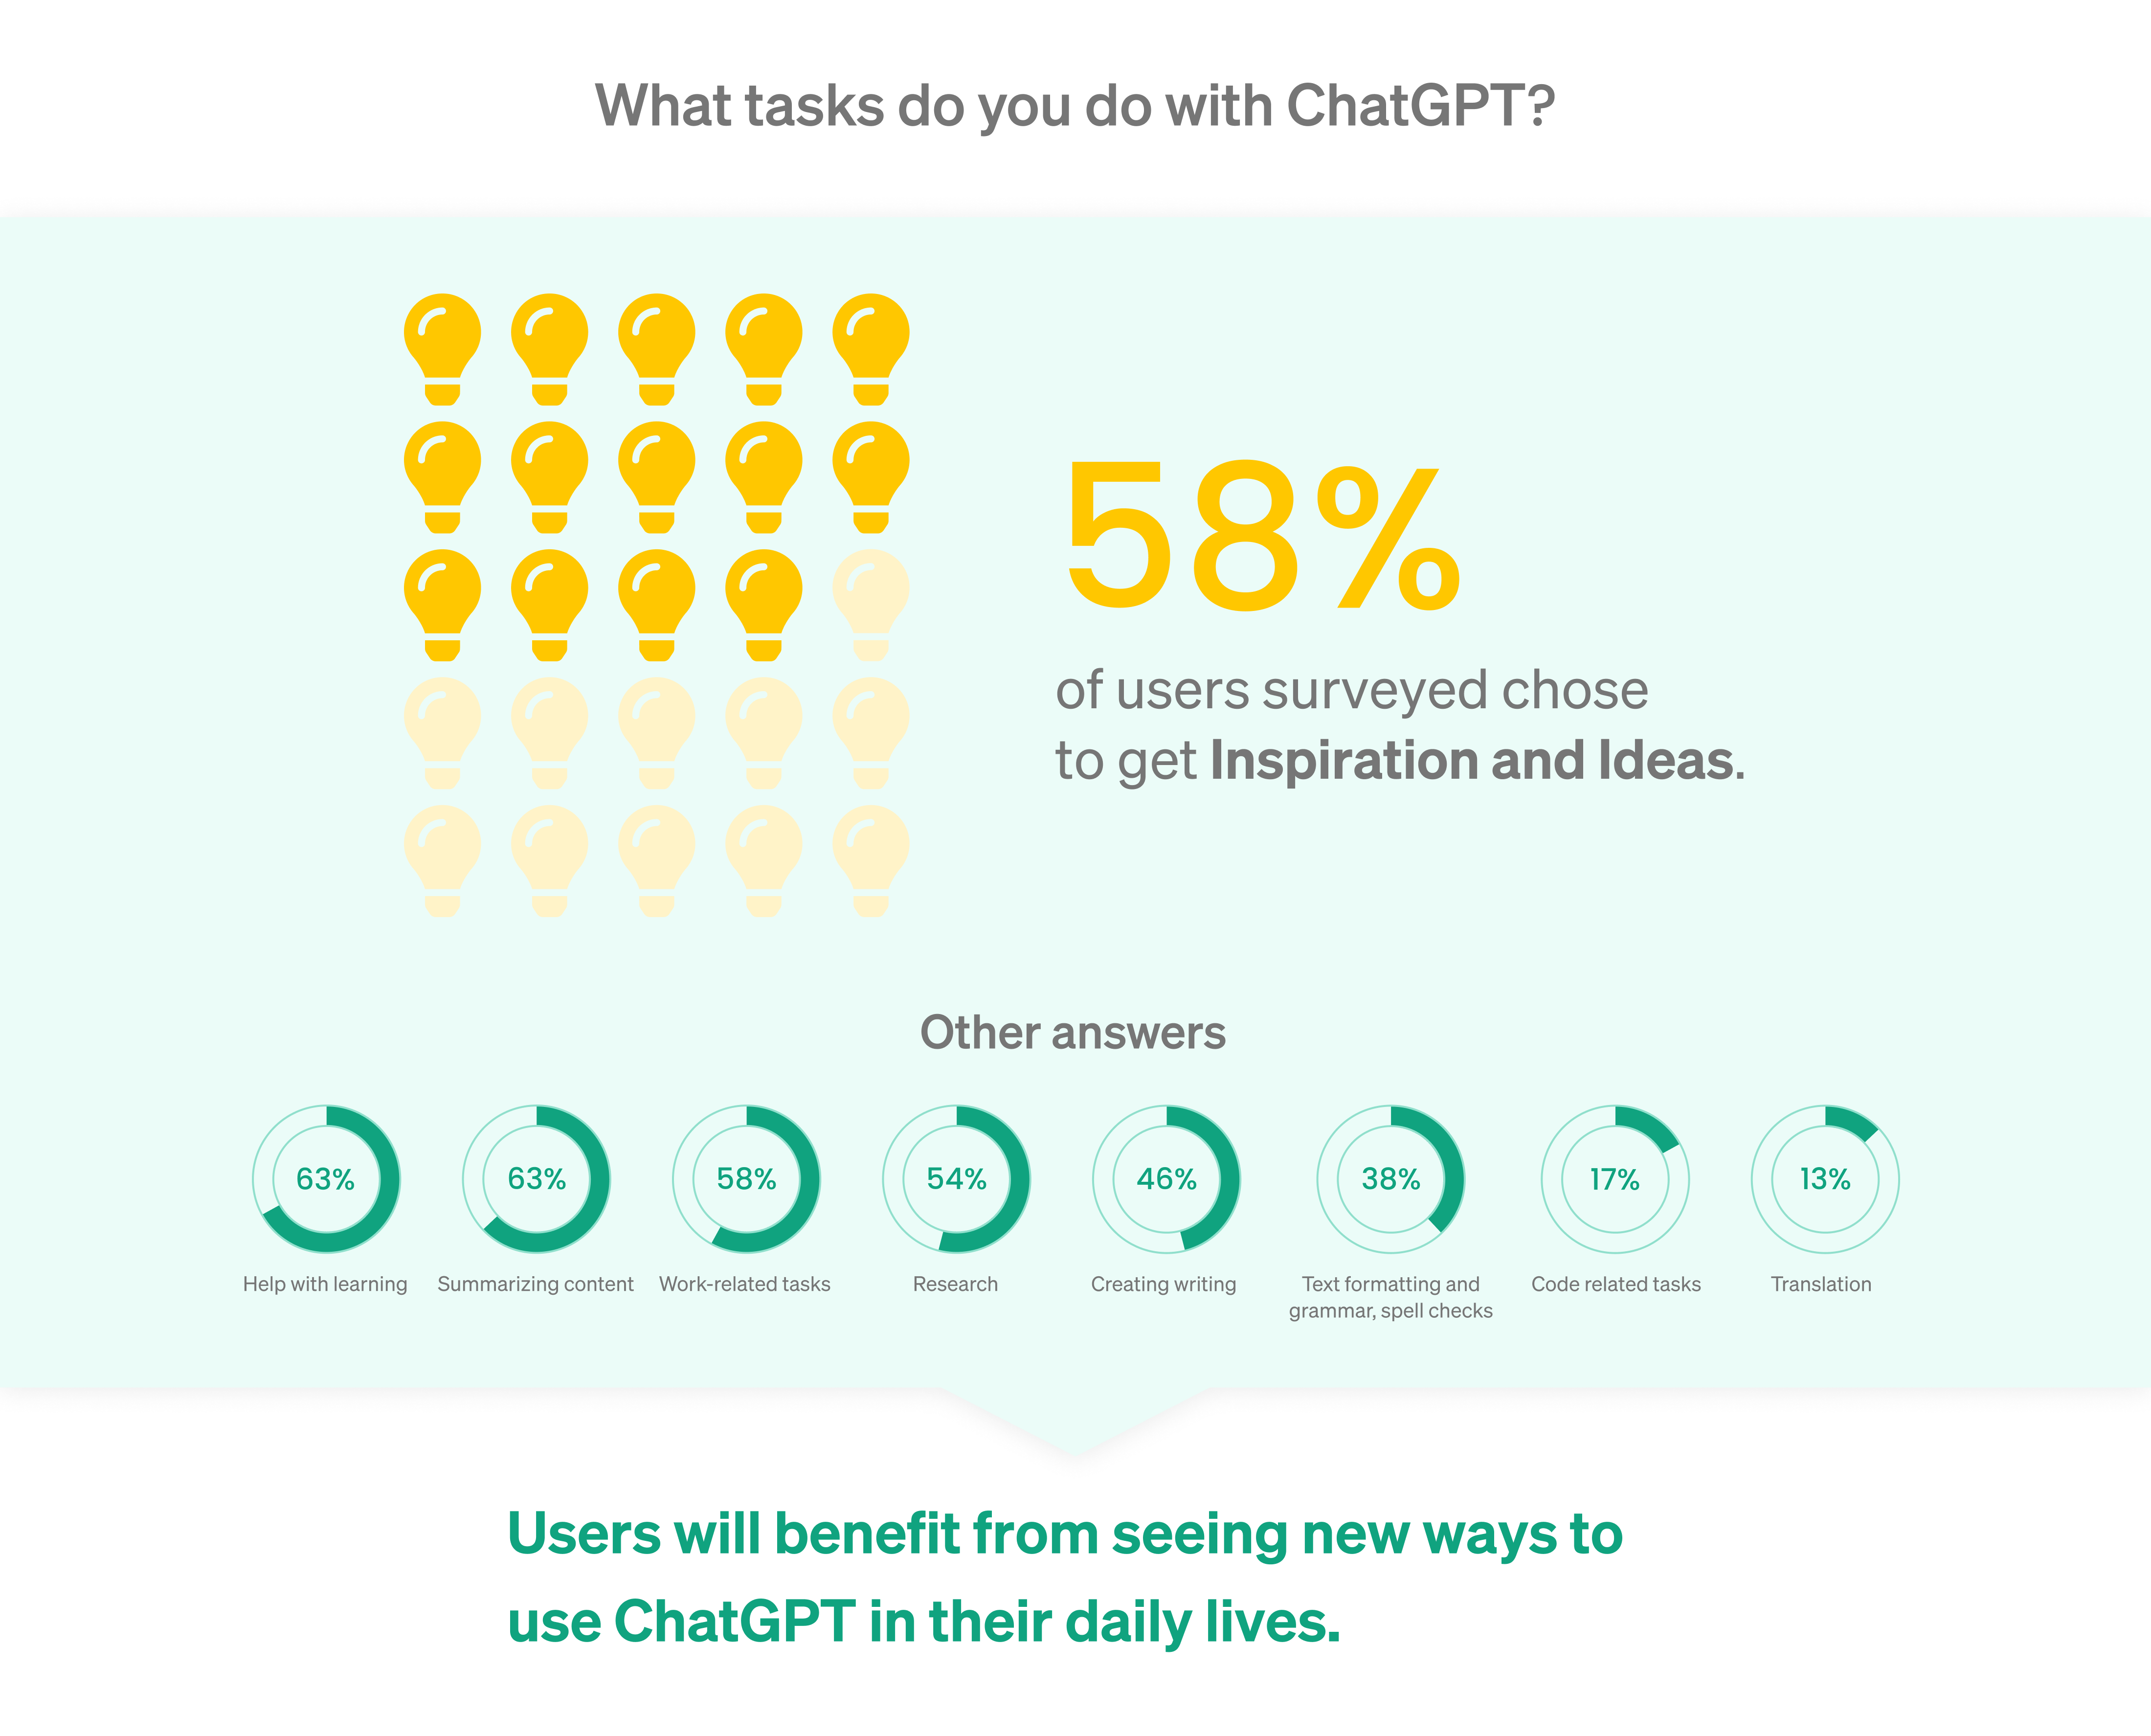 What tasks do you do with ChatGPT?
58%
of users surveyed chose
to get Inspiration and Ideas.
Other answers
63%
Help with learning
63%
Summarizing content
58%
Work-related tasks
54%
Research
46%
Creating writing
38%
Text formatting and
grammar, spell checks
17%
Code related tasks
13%
Translation
Users will benefit from seeing new ways to
use ChatGPT in their daily lives.